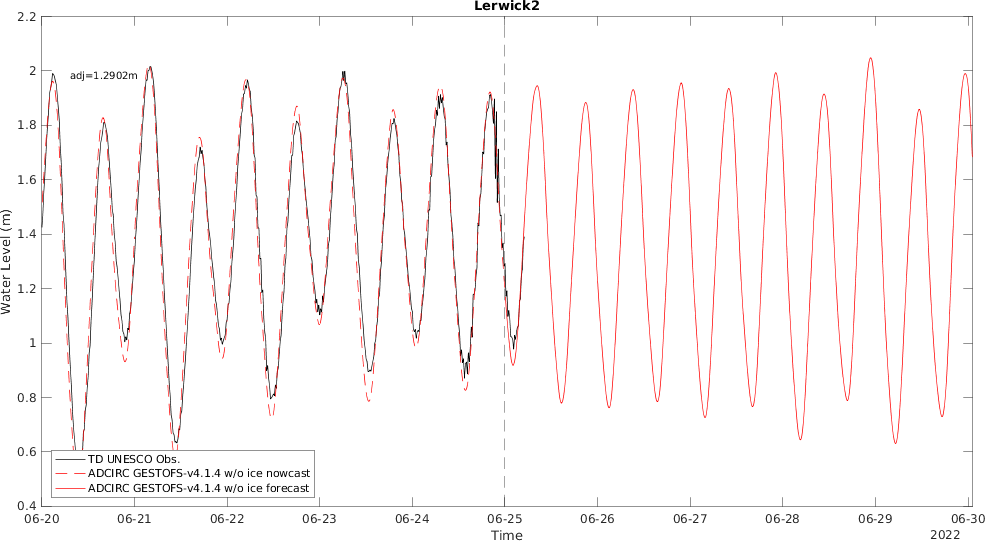 Lerwick2
2.2
2
1.8
1.6
1.4
1.2
1
0.8
0.6
0.4
Water Level (m)
adj=1.2902m
TD UNESCO Obs.
ADCIRC GESTOFS-v4.1.4 w/o ice nowcast
ADCIRC GESTOFS-v4.1.4 w/o ice forecast
06-20 06-21 06-22 06-23 06-24 06-25 06-26 06-27 06-28 06-29 06-30
Time
2022